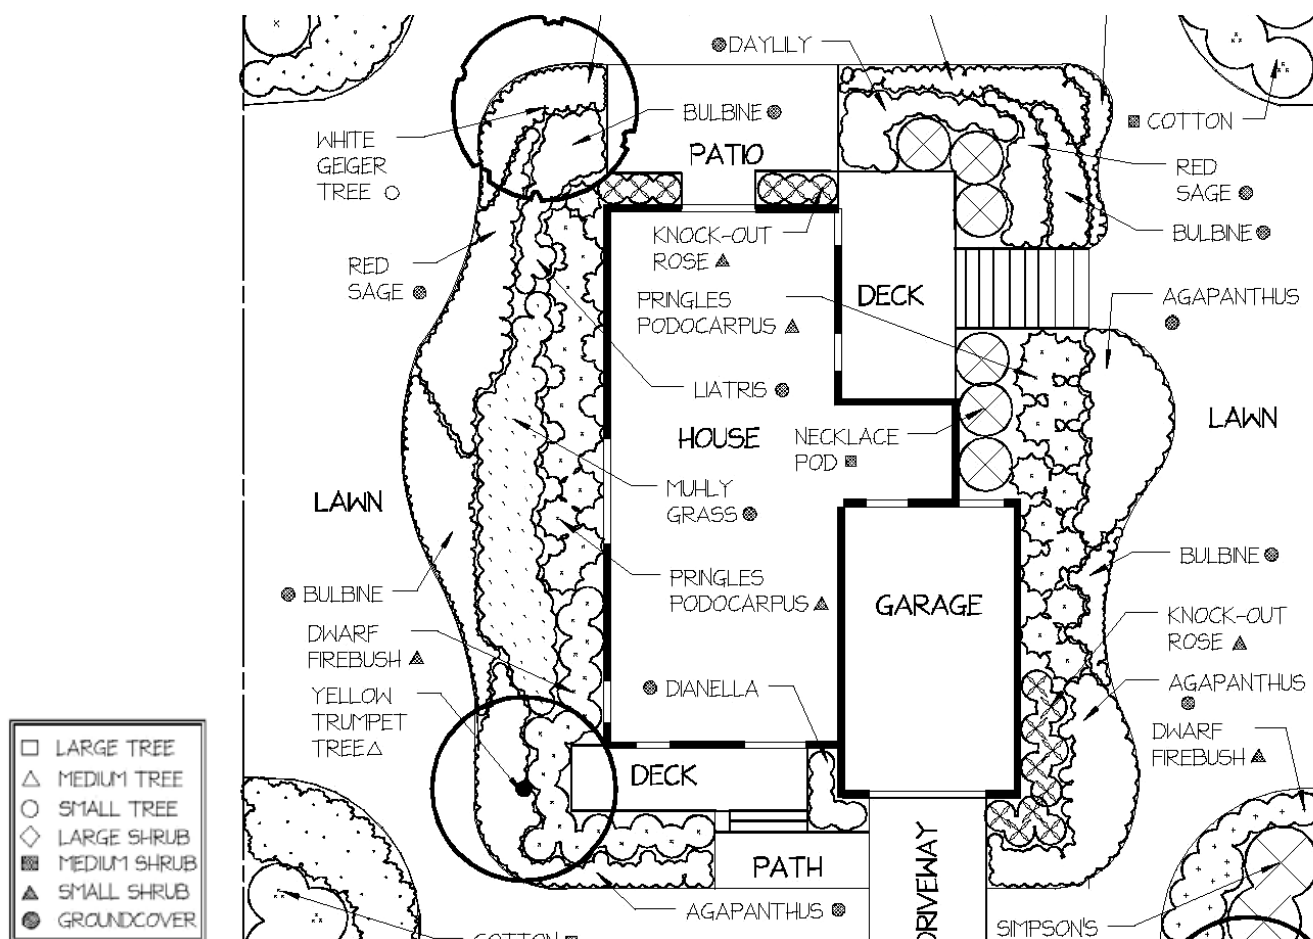 DAYLILY
WHITE
GEIGER
TREE
BULBINE
PATIO
COTTON
RED
SAGE
BULBINE
KNOCK-OUT
ROSE
RED
SAGE
PRINGLES
PODOCARPUS
DECK
AGAPANTHUS
LIATRIS
HOUSE
NECKLACE
POD
LAWN
LAWN
MUHLY
GRASS
BULBINE
PRINGLES
PODOCARPUS
GARAGE
BULBINE
DWARF
FIREBUSH
KNOCK-OUT
ROSE
YELLOW
TRUMPET
TREE
DIANELLA
AGAPANTHUS
DWARF
FIREBUSH
DECK
PATH
DRIVEWAY
AGAPANTHUS
SIMPSON'S
COTTON
LARGE TREE
MEDIUM TREE
SMALL TREE
LARGE SHRUB
MEDIUM SHRUB
SMALL SHRUB
GROUNDCOVER